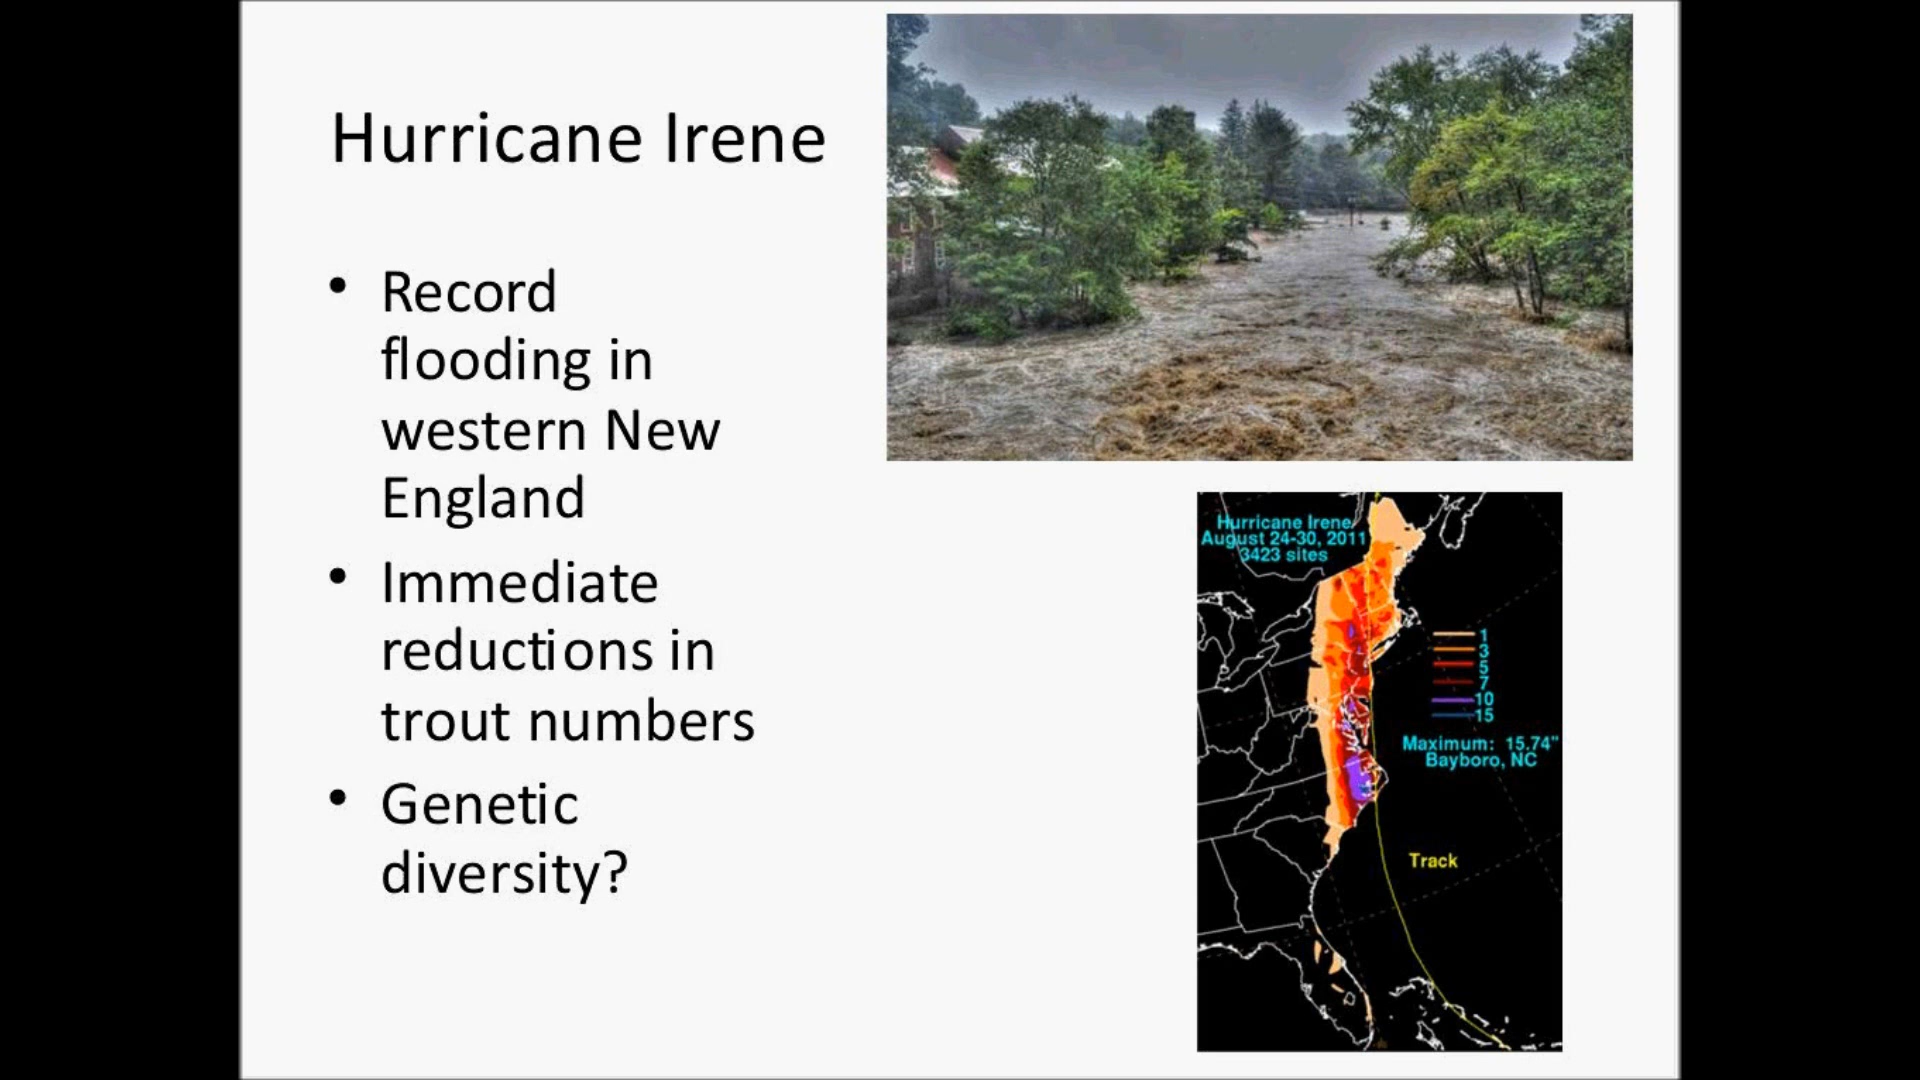 Hurricane Irene
• Record
flooding in
western New
England
• Immediate
reductions in
trout numbers
• Genetic
diversity?
Hurricane Irene
August 24-30, 2011
3423 sites
1
3
5
7
10
15
Maximum: 15.74"
Bayboro, NC
Track